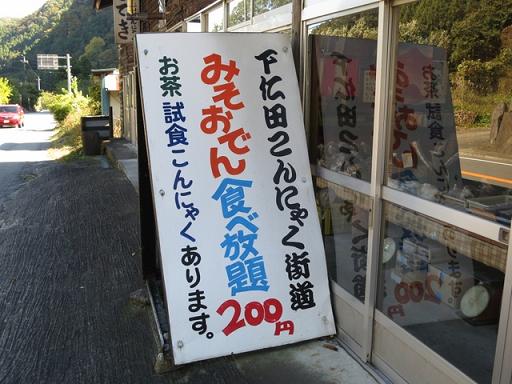 下仁田こんにゃく街道
みそおでん食べ放題
200円
お茶 試食こんにゃくあります。